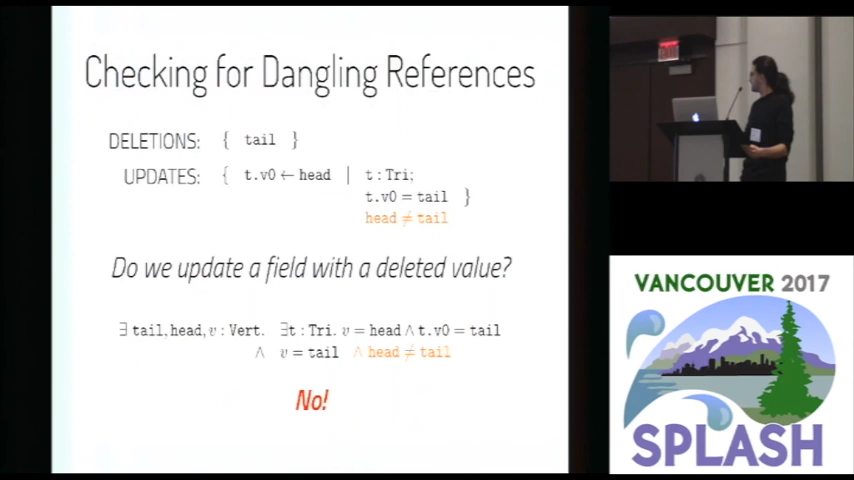 Checking for Dangling References
DELETIONS: { tail }
UPDATES: { t.v0 ← head | t : Tri;
t.v0 = tail }
head ≠ tail
Do we update a field with a deleted value?
∃ tail, head, v : Vert. ∃t : Tri. v = head ∧ t.v0 = tail
∧ v = tail ∧ head ≠ tail
No!
VANCOUVER 2017
SPLASH